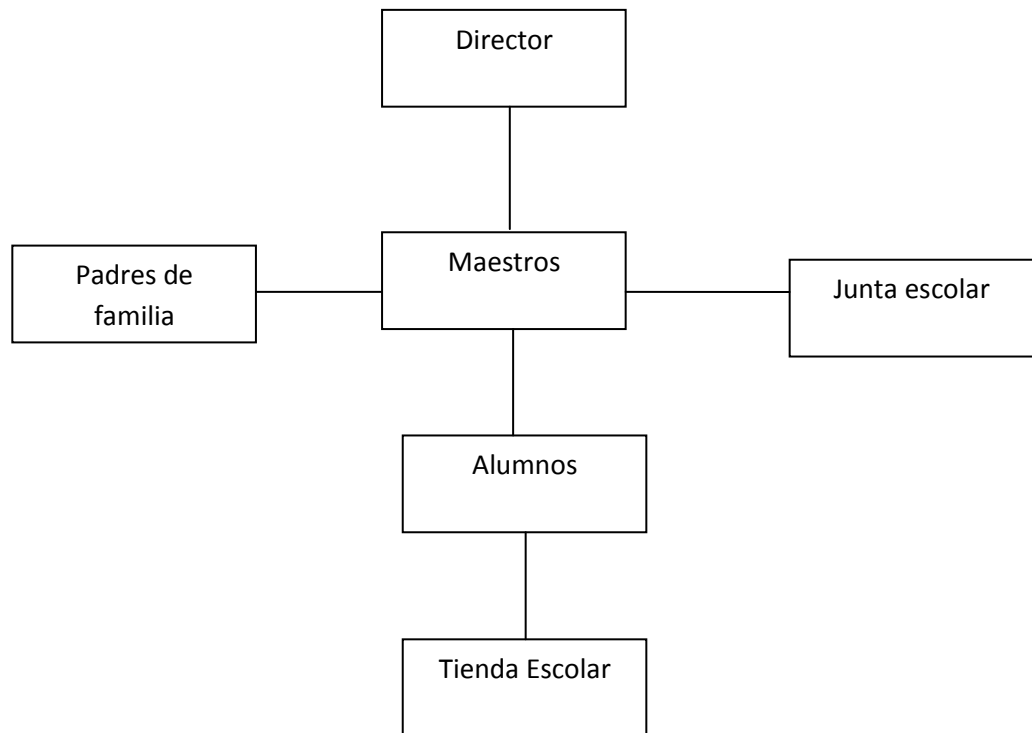 Director
Maestros
Padres de
familia
Junta escolar
Alumnos
Tienda Escolar